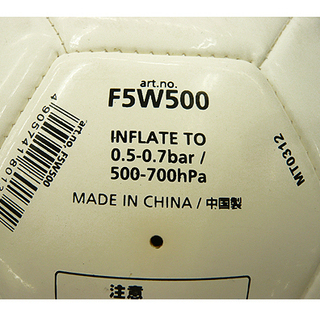 art.no.
F5W500
INFLATE TO
0.5-0.7bar /
500-700hPa
MADE IN CHINA / 中国製
art.no. F5W500
MT0312
注意